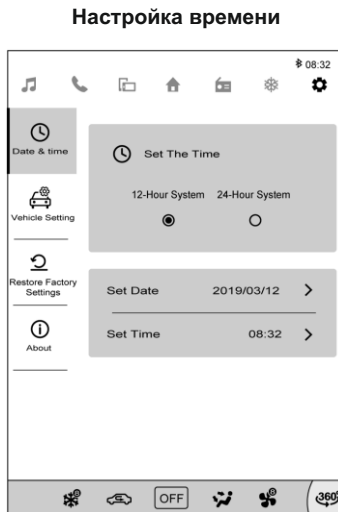 Настройка времени
08:32
Date & time
Set The Time
12-Hour System 24-Hour System
Vehicle Setting
Restore Factory
Settings
Set Date 2019/03/12
Set Time 08:32
About
OFF
360°